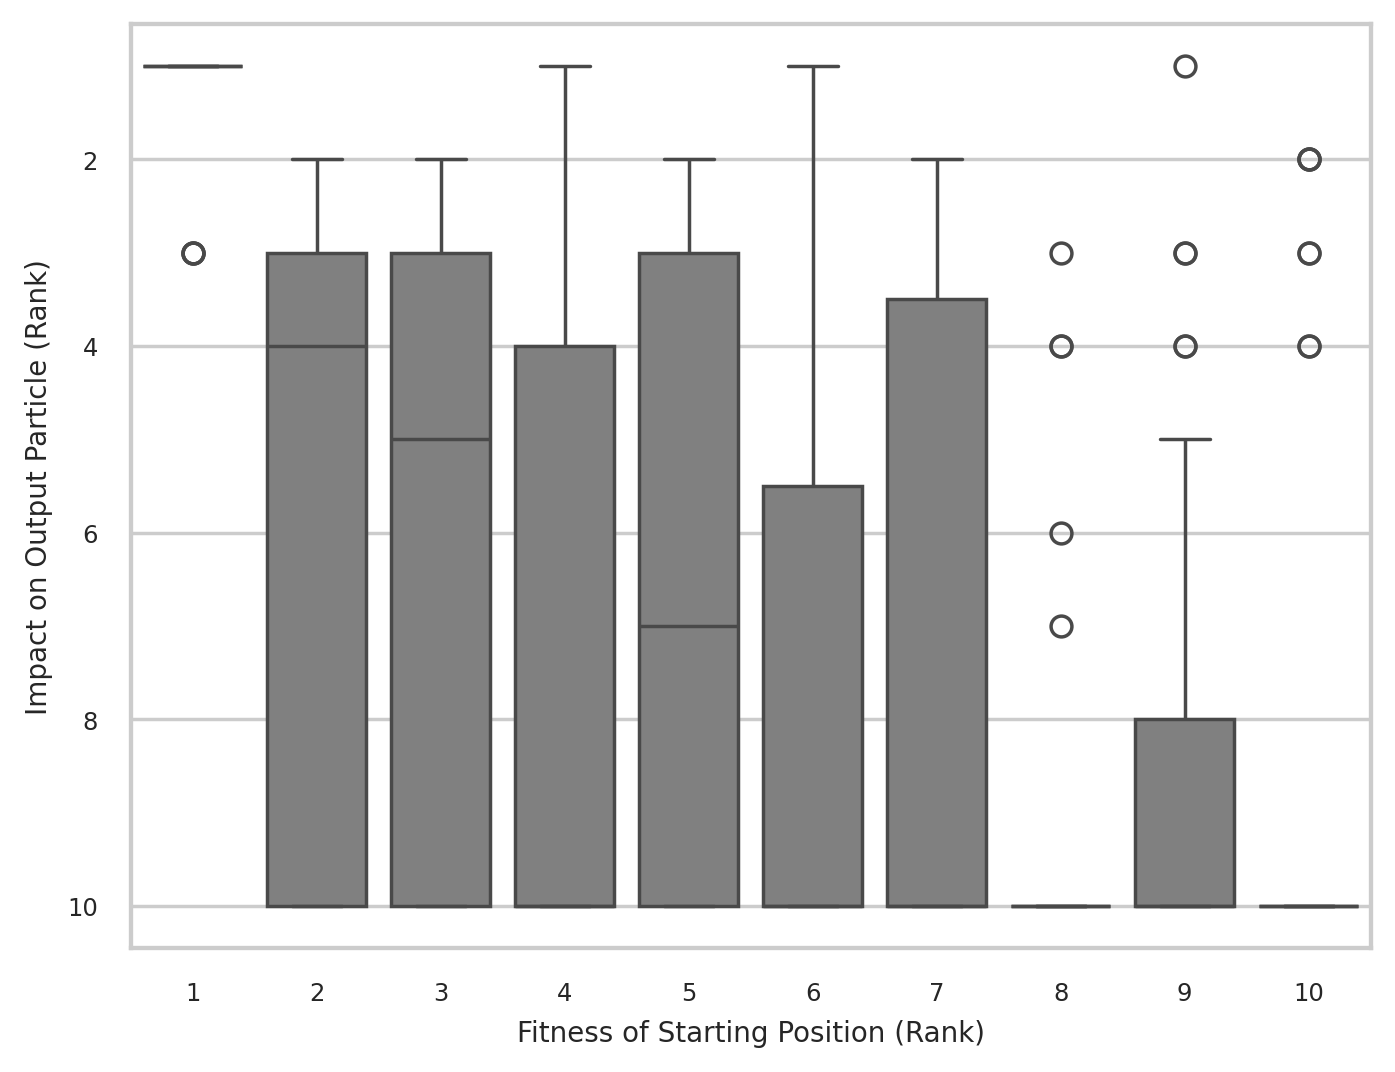 Impact on Output Particle (Rank)
2
4
6
8
10
1 2 3 4 5 6 7 8 9 10
Fitness of Starting Position (Rank)